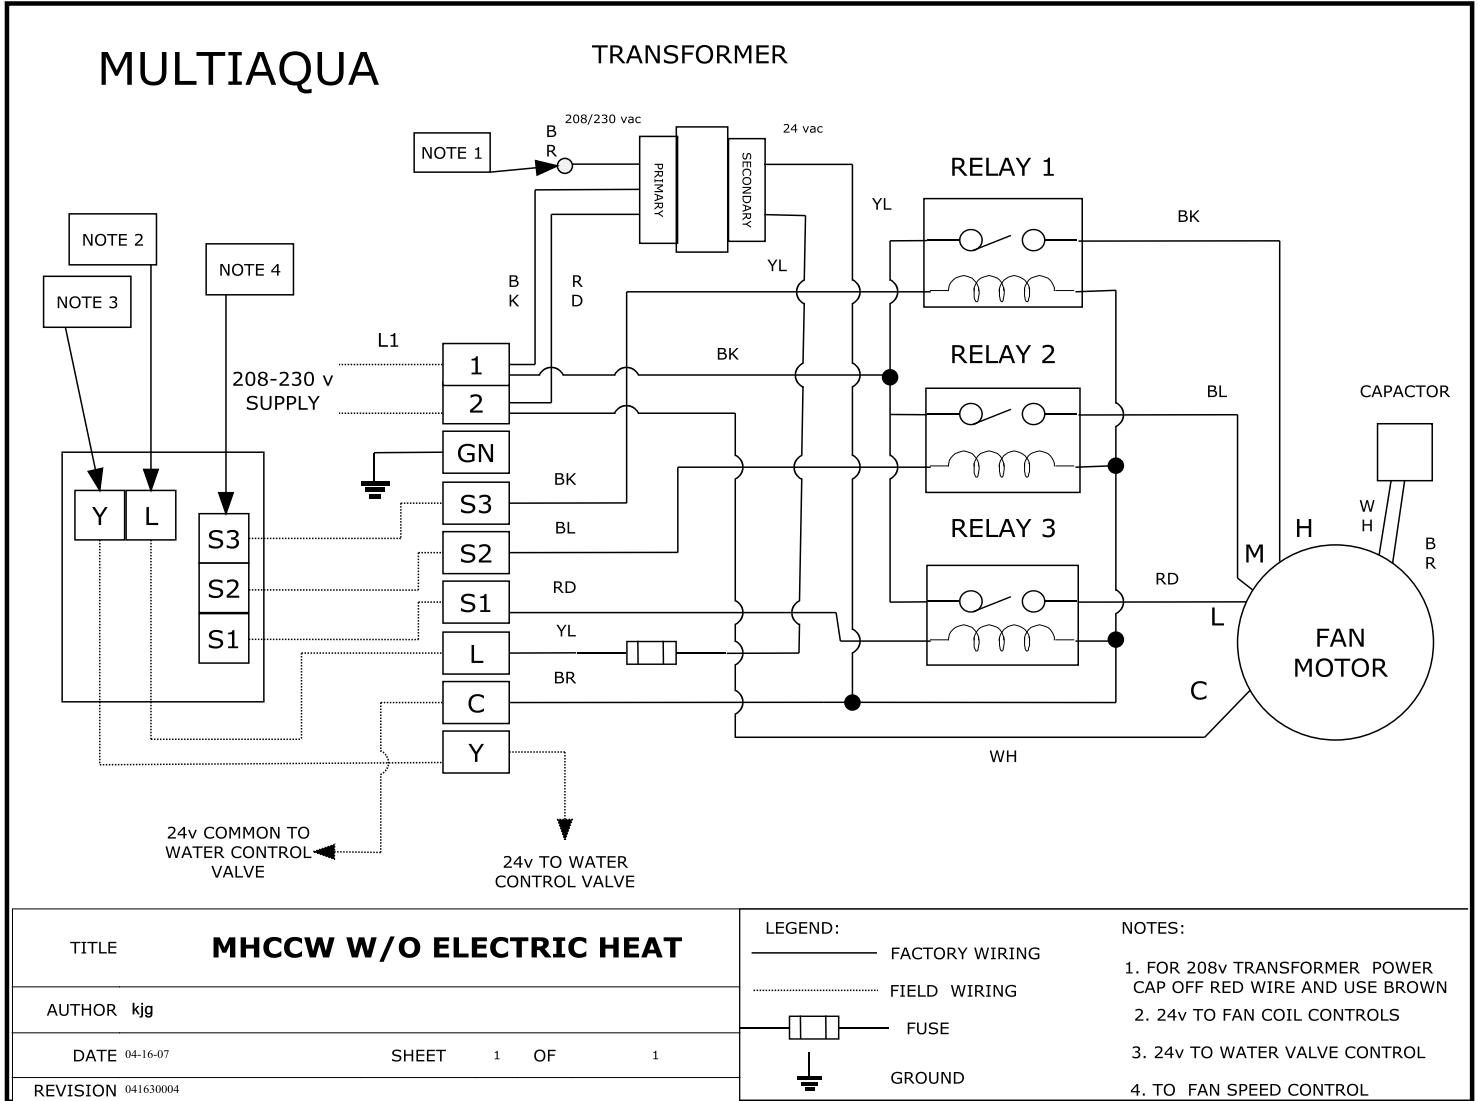 MULTIAQUA
TRANSFORMER
208/230 vac
24 vac
B
R
NOTE 1
PRIMARY
SECONDARY
RELAY 1
YL
BK
NOTE 2
NOTE 4
NOTE 3
YL
B
K
R
D
L1
208-230 v
SUPPLY
1
2
BK
RELAY 2
BL
CAPACTOR
GN
S3
BK
W
H
B
R
Y
L
S3
S2
S1
BL
S2
RELAY 3
H
M
RD
S1
RD
L
YL
L
FAN
MOTOR
BR
C
C
Y
WH
24v COMMON TO
WATER CONTROL
VALVE
24v TO WATER
CONTROL VALVE
TITLE
MHCCW W/O ELECTRIC HEAT
AUTHOR kjg
DATE 04-16-07
SHEET 1 OF 1
REVISION 041630004
LEGEND:
FACTORY WIRING
FIELD WIRING
FUSE
GROUND
NOTES:
1. FOR 208v TRANSFORMER POWER
CAP OFF RED WIRE AND USE BROWN
2. 24v TO FAN COIL CONTROLS
3. 24v TO WATER VALVE CONTROL
4. TO FAN SPEED CONTROL